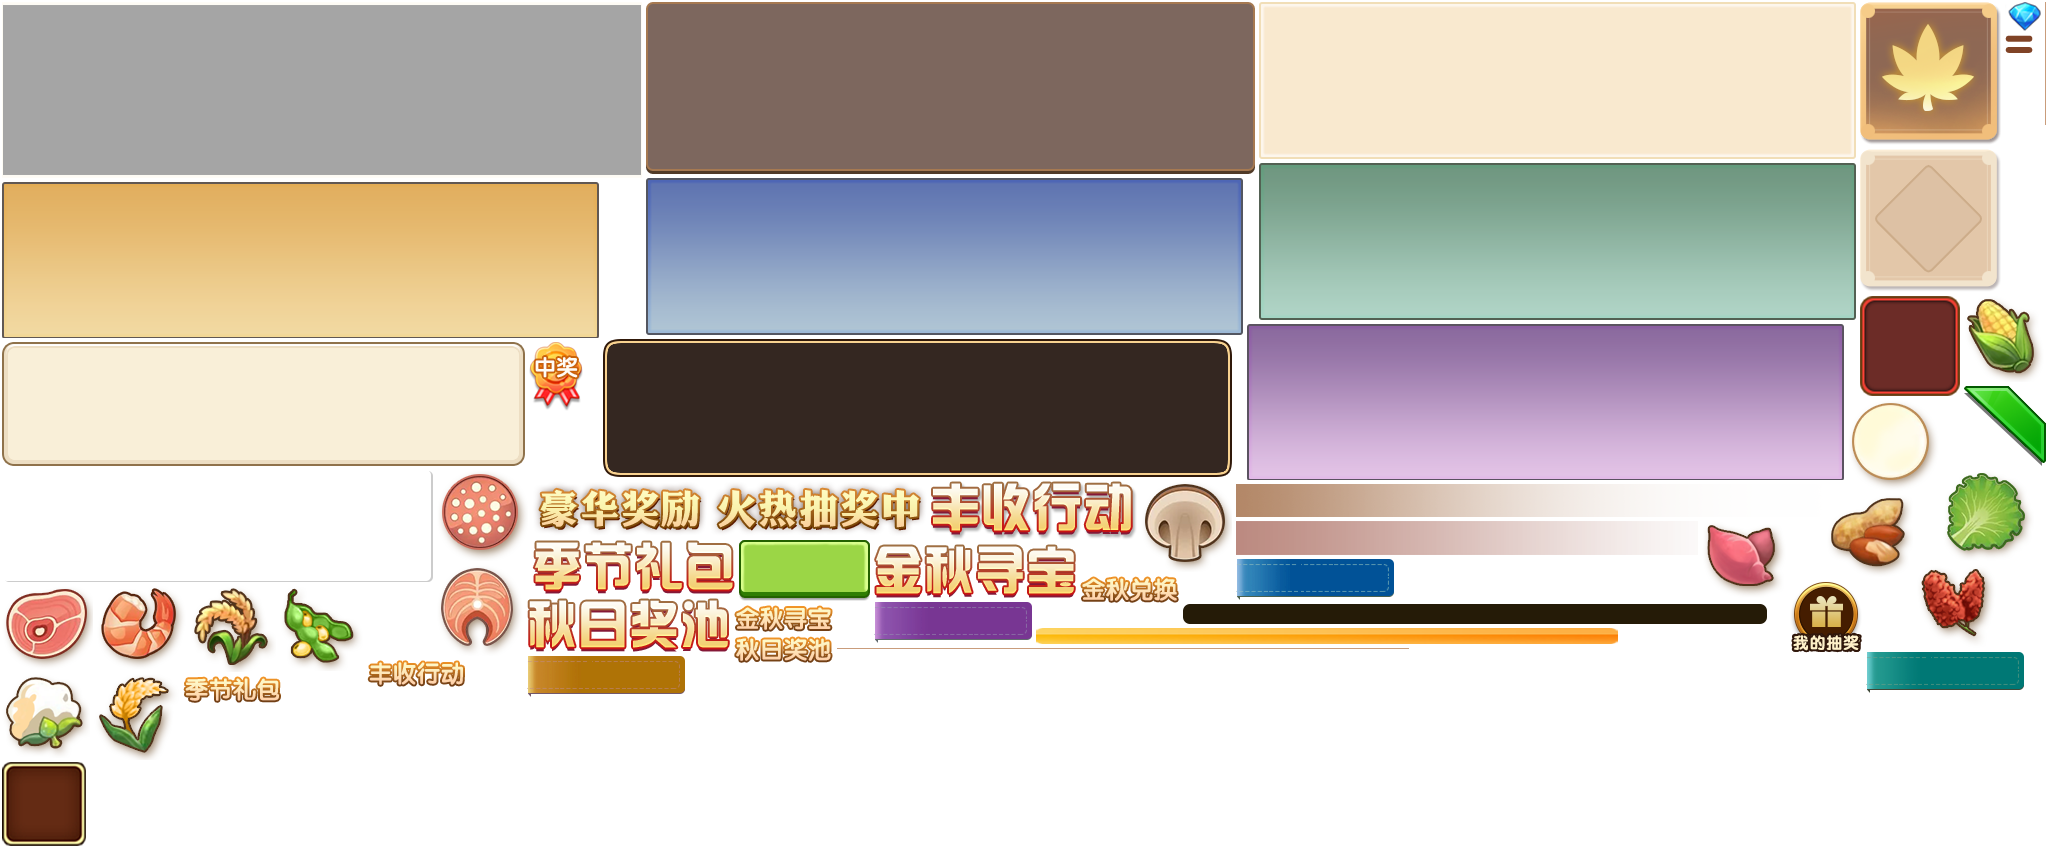 中奖
豪华奖励 火热抽奖中
丰收行动
季节礼包
金秋寻宝
金秋兑换
秋日奖池
金秋寻宝
秋日奖池
我的抽奖
丰收行动
季节礼包